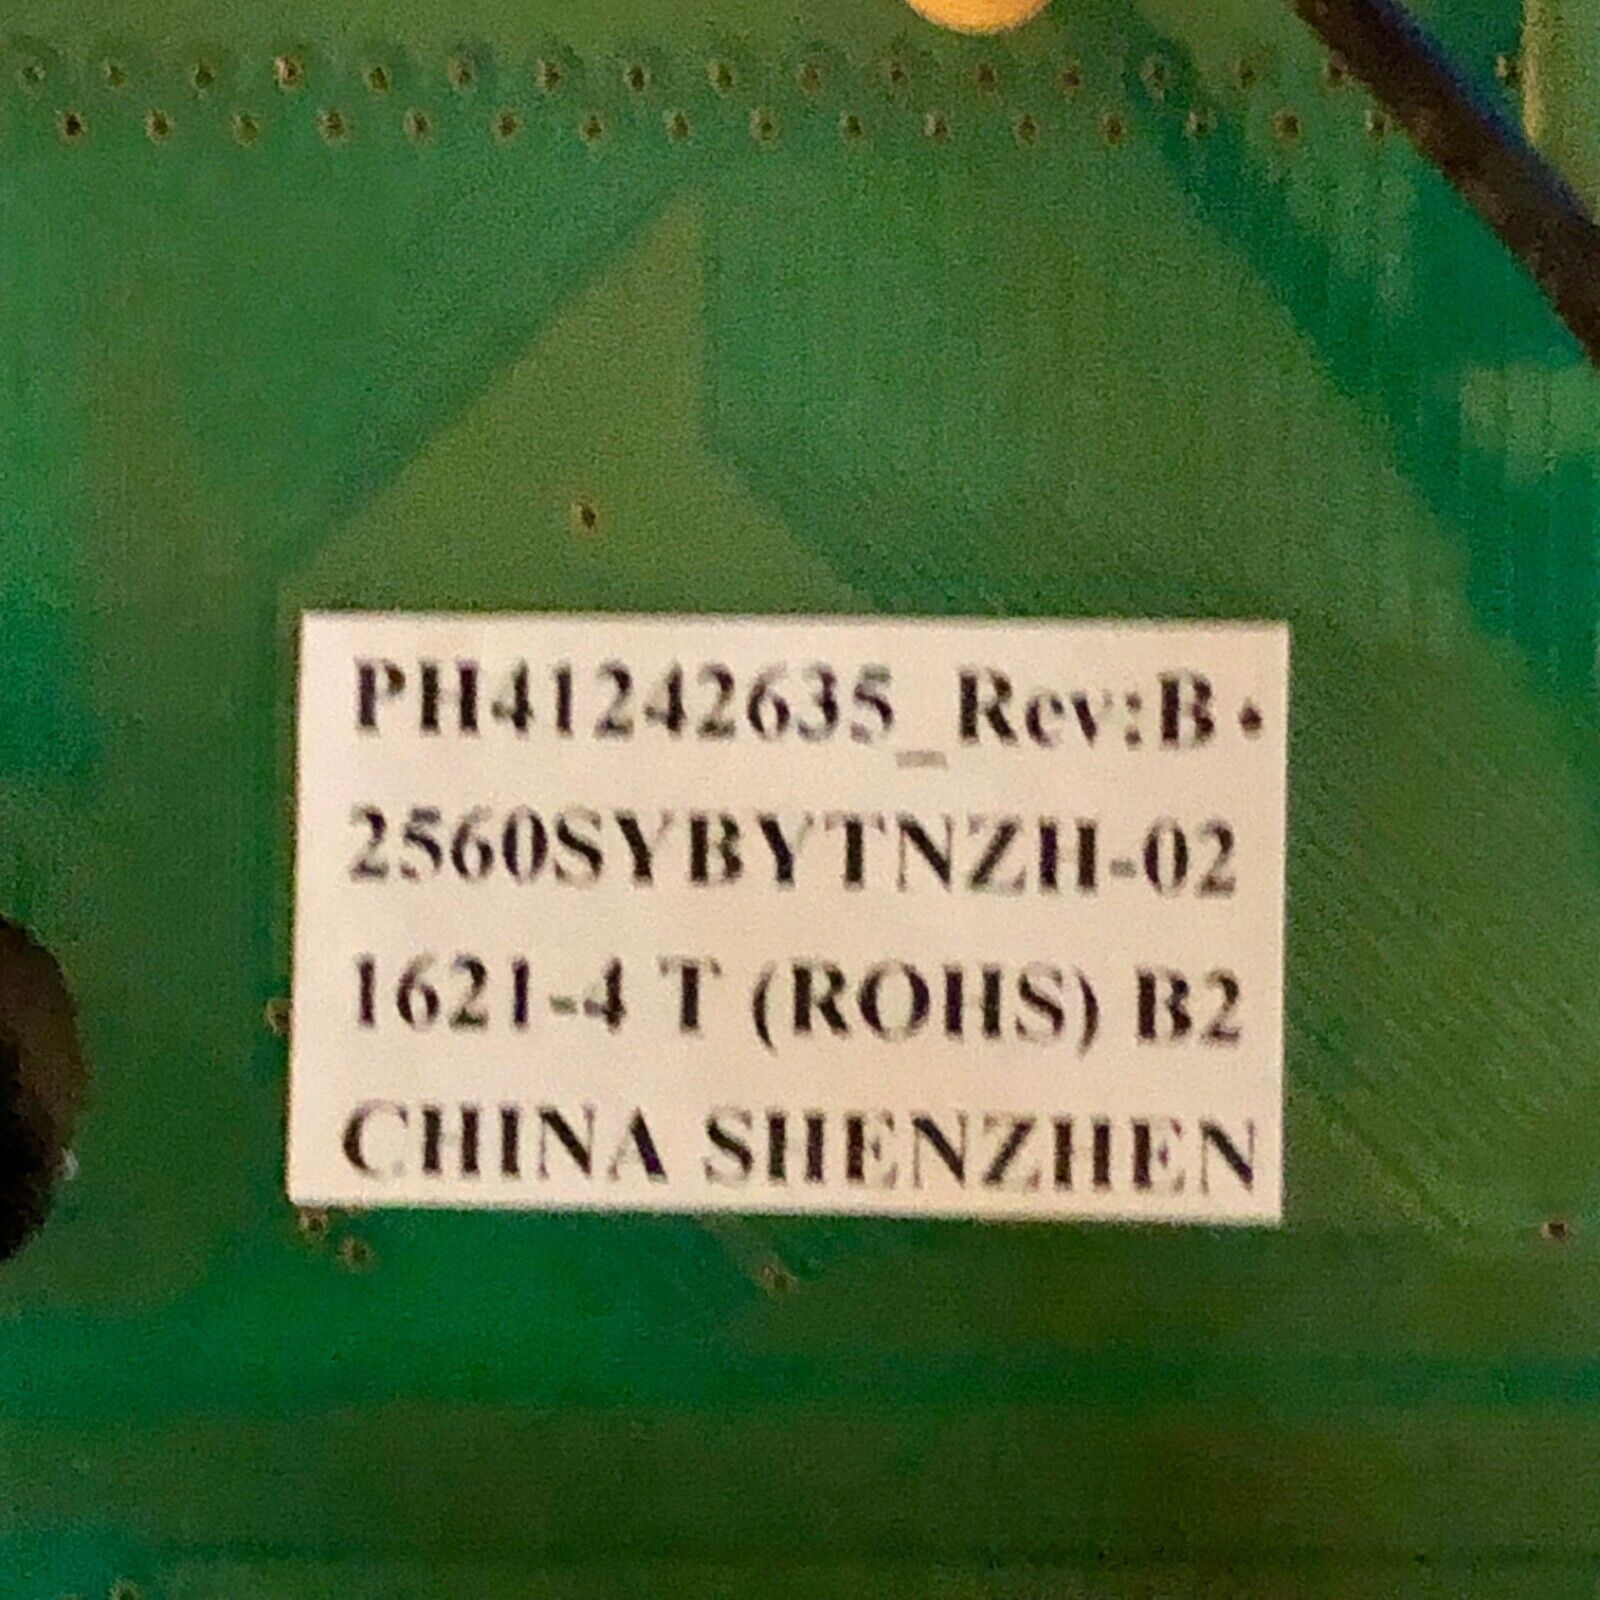 PH41242635_Rev:B
2560SYBYTNZH-02
1621-4 T (ROHS) B2
CHINA SHENZHEN